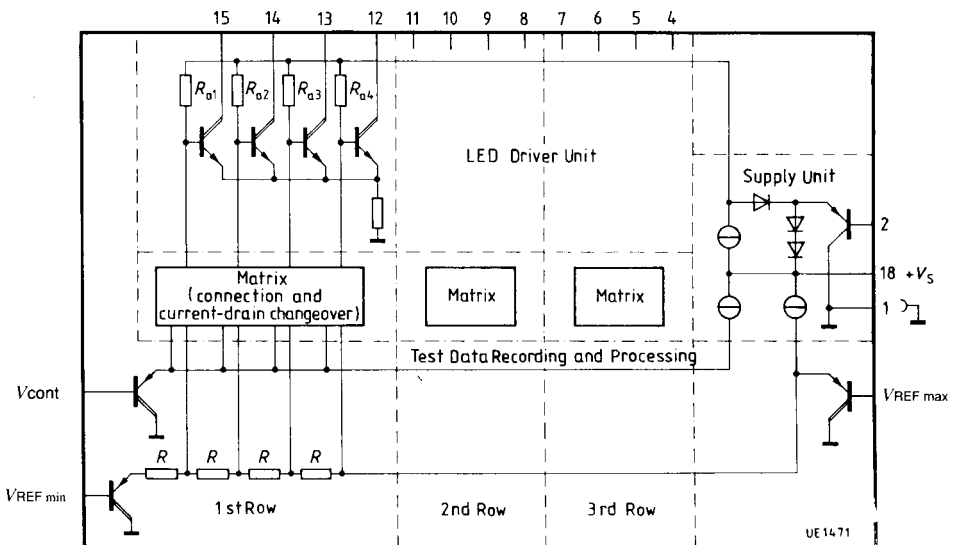 15 14 13 12 11 10 9 8 7 6 5 4
Ra1 Ra2 Ra3 Ra4
LED Driver Unit
Supply Unit
2
18 +VS
1
Matrix
(connection and
current-drain changeover)
Matrix
Matrix
Test Data Recording and Processing
Vcont
VREF max
R R R R
VREF min
1st Row
2nd Row
3rd Row
UE1471